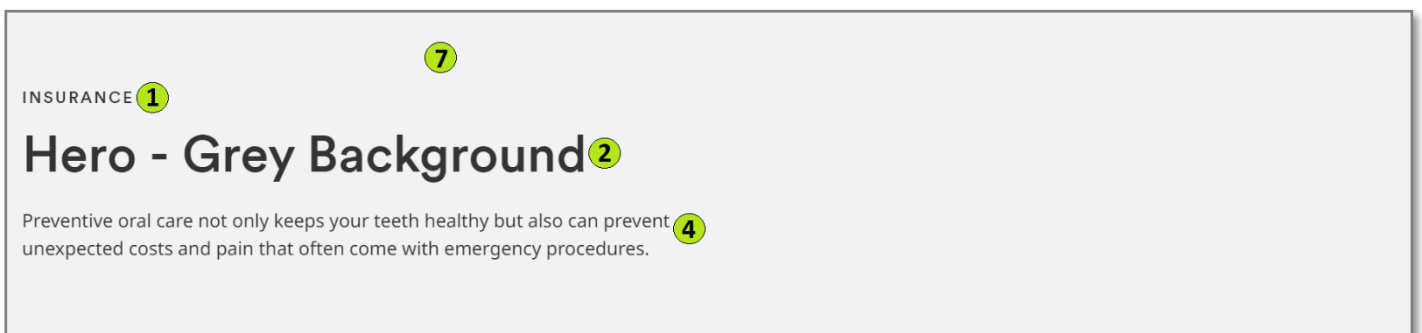 7
INSURANCE 1
Hero - Grey Background 2
Preventive oral care not only keeps your teeth healthy but also can prevent 4
unexpected costs and pain that often come with emergency procedures.